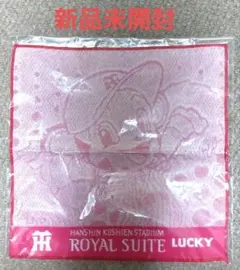 新品未開封
HANSHIN KOSHIEN STADIUM
ROYAL SUITE LUCKY